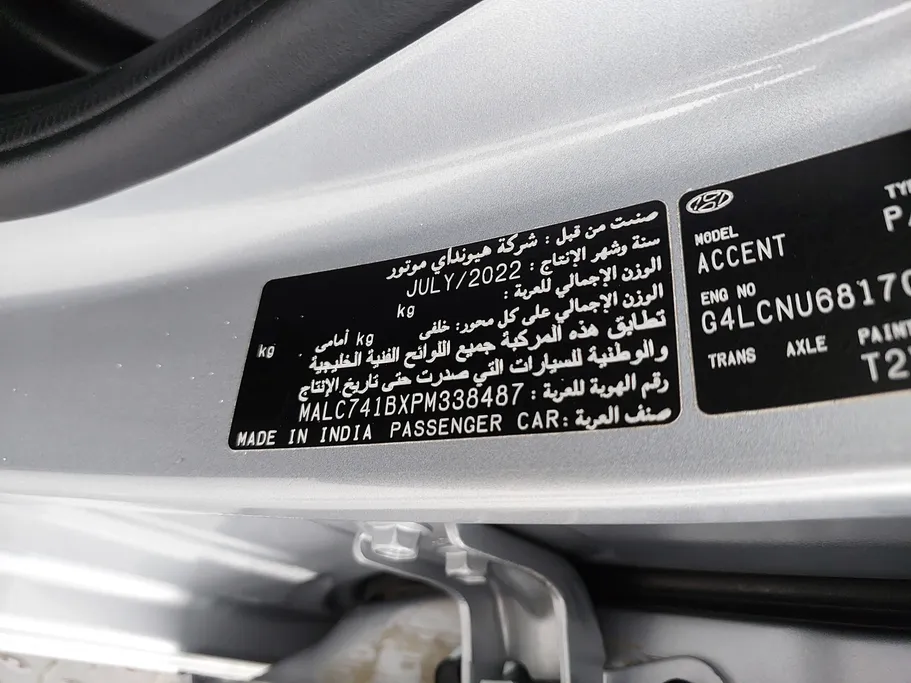 صنعت من قبل : شركة هيونداي موتور
سنة وشهر الإنتاج : JULY/2022
الوزن الإجمالي للعربة : kg
الوزن الإجمالي على كل محور: خلفي kg أمامي kg
تطابق هذه المركبة جميع اللوائح الفنية الخليجية
والوطنية للسيارات التي صدرت حتى تاريخ الإنتاج
رقم الهوية للعربة : MALC741BXPM338487
صنف العربة : PASSENGER CAR MADE IN INDIA
MODEL
ACCENT
ENG NO
G4LCNU68170
TRANS AXLE PAINT